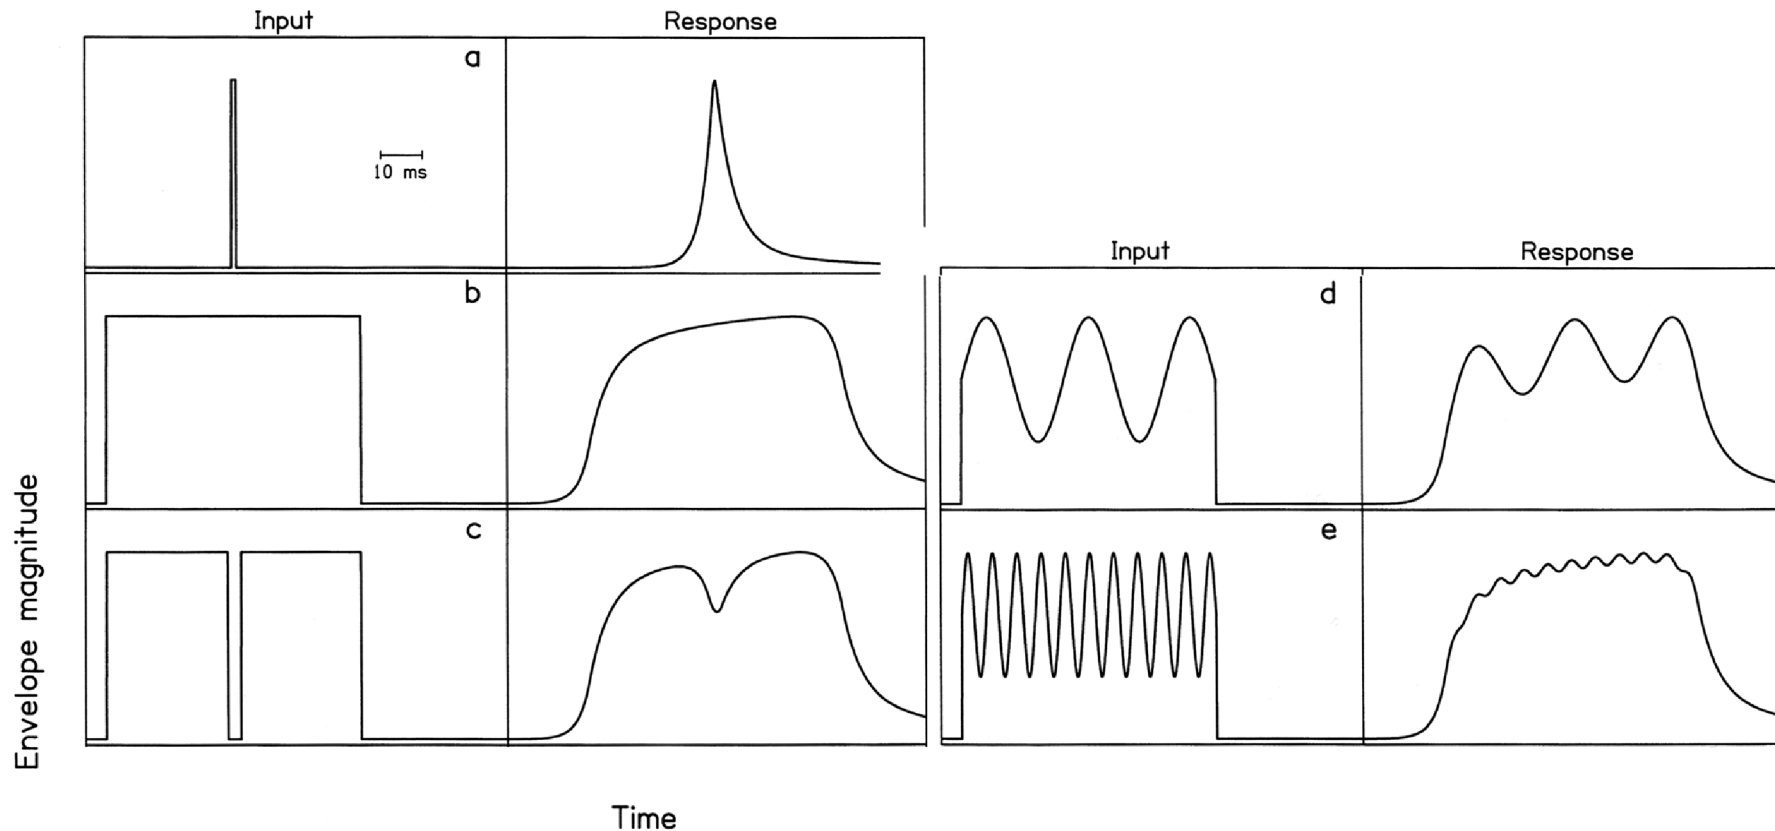 Input
Response
a
10 ms
b
c
Input
Response
d
e
Envelope magnitude
Time